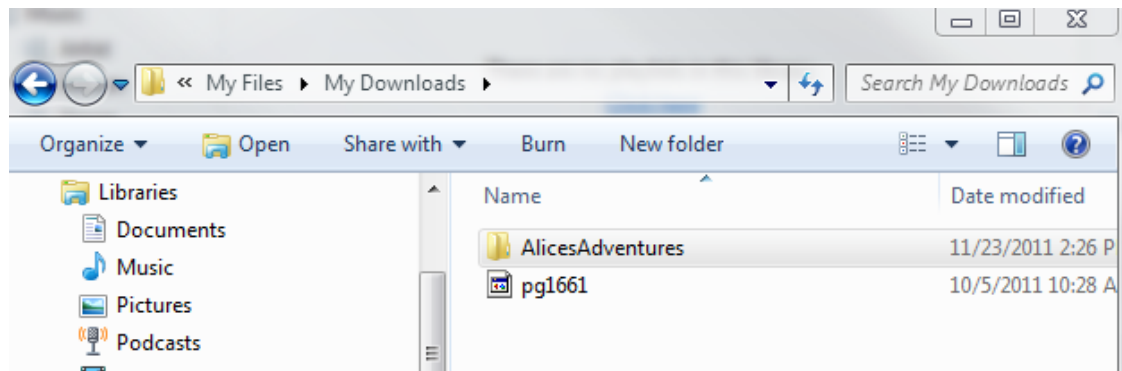 « My Files ▸ My Downloads ▸ Search My Downloads
Organize ▼ Open Share with ▼ Burn New folder
Libraries
Documents
Music
Pictures
Podcasts
Name Date modified
AlicesAdventures 11/23/2011 2:26 P
pg1661 10/5/2011 10:28 A